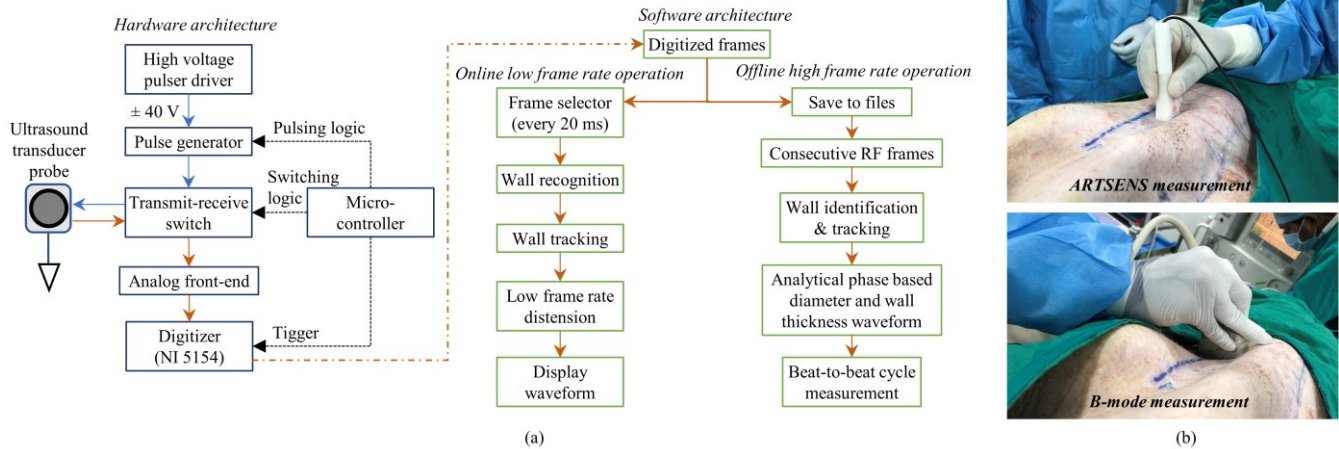 Hardware architecture
High voltage
pulser driver
± 40 V
Pulse generator
Pulsing logic
Ultrasound
transducer
probe
Transmit-receive
switch
Switching
logic
Micro-
controller
Analog front-end
Digitizer
(NI 5154)
Tigger
Software architecture
Digitized frames
Online low frame rate operation
Frame selector
(every 20 ms)
Wall recognition
Wall tracking
Low frame rate
distension
Display
waveform
Offline high frame rate operation
Save to files
Consecutive RF frames
Wall identification
& tracking
Analytical phase based
diameter and wall
thickness waveform
Beat-to-beat cycle
measurement
(a)
ARTSENS measurement
B-mode measurement
(b)